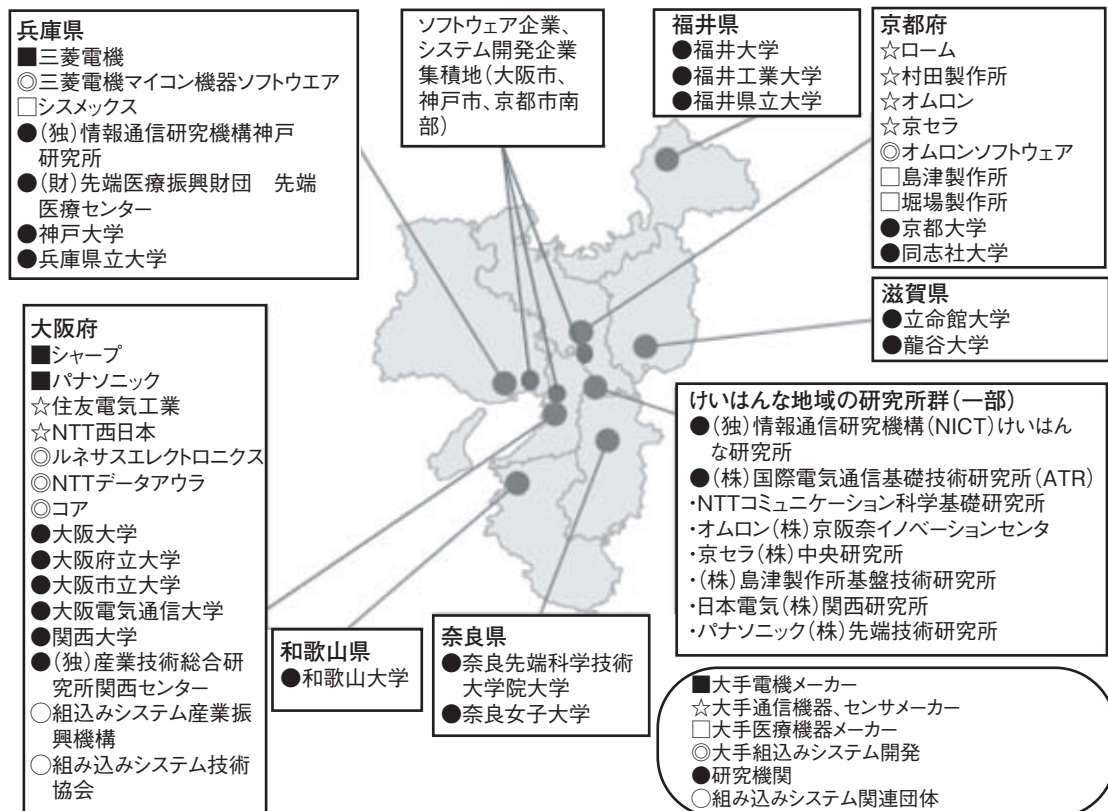 兵庫県
■三菱電機
◎三菱電機マイコン機器ソフトウエア
□シスメックス
●(独)情報通信研究機構神戸
研究所
●(財)先端医療振興財団　先端
医療センター
●神戸大学
●兵庫県立大学
ソフトウェア企業、
システム開発企業
集積地(大阪市、
神戸市、京都市南
部)
福井県
●福井大学
●福井工業大学
●福井県立大学
京都府
☆ローム
☆村田製作所
☆オムロン
☆京セラ
◎オムロンソフトウェア
□島津製作所
□堀場製作所
●京都大学
●同志社大学
滋賀県
●立命館大学
●龍谷大学
大阪府
■シャープ
■パナソニック
☆住友電気工業
☆NTT西日本
◎ルネサスエレクトロニクス
◎NTTデータアウラ
◎コア
●大阪大学
●大阪府立大学
●大阪市立大学
●大阪電気通信大学
●関西大学
●(独)産業技術総合研
究所関西センター
○組込みシステム産業振
興機構
○組み込みシステム技術
協会
和歌山県
●和歌山大学
奈良県
●奈良先端科学技術
大学院大学
●奈良女子大学
けいはんな地域の研究所群(一部)
●(独)情報通信研究機構(NICT)けいはん
な研究所
●(株)国際電気通信基礎技術研究所(ATR)
・NTTコミュニケーション科学基礎研究所
・オムロン(株)京阪奈イノベーションセンタ
・京セラ(株)中央研究所
・(株)島津製作所基盤技術研究所
・日本電気(株)関西研究所
・パナソニック(株)先端技術研究所
■大手電機メーカー
☆大手通信機器、センサメーカー
□大手医療機器メーカー
◎大手組込みシステム開発
●研究機関
○組み込みシステム関連団体